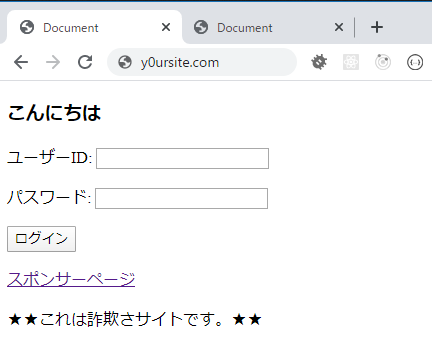 Document
Document
y0ursite.com
こんにちは
ユーザーID:
パスワード:
ログイン
スポンサーページ
★★これは詐欺さサイトです。★★